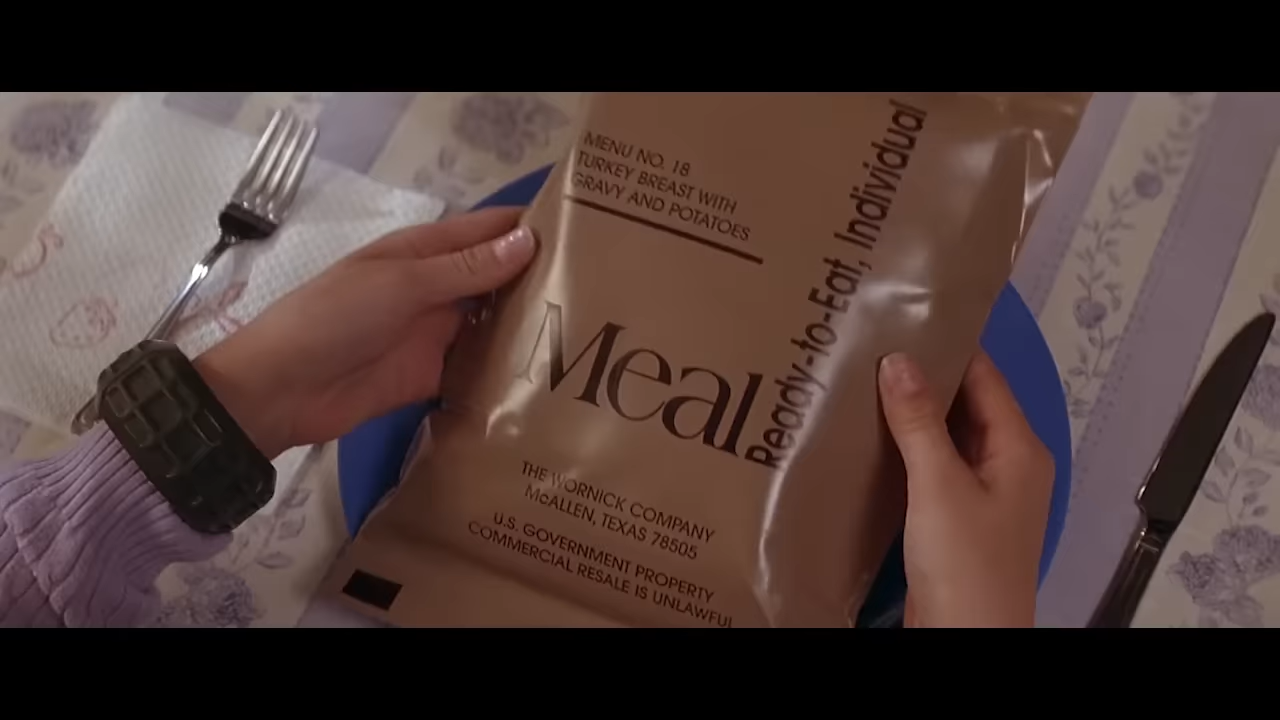 MENU NO. 18
TURKEY BREAST WITH
GRAVY AND POTATOES
Meal
Ready-to-Eat, Individual
THE WORNICK COMPANY
McALLEN, TEXAS 78505
U.S. GOVERNMENT PROPERTY
COMMERCIAL RESALE IS UNLAWFUL